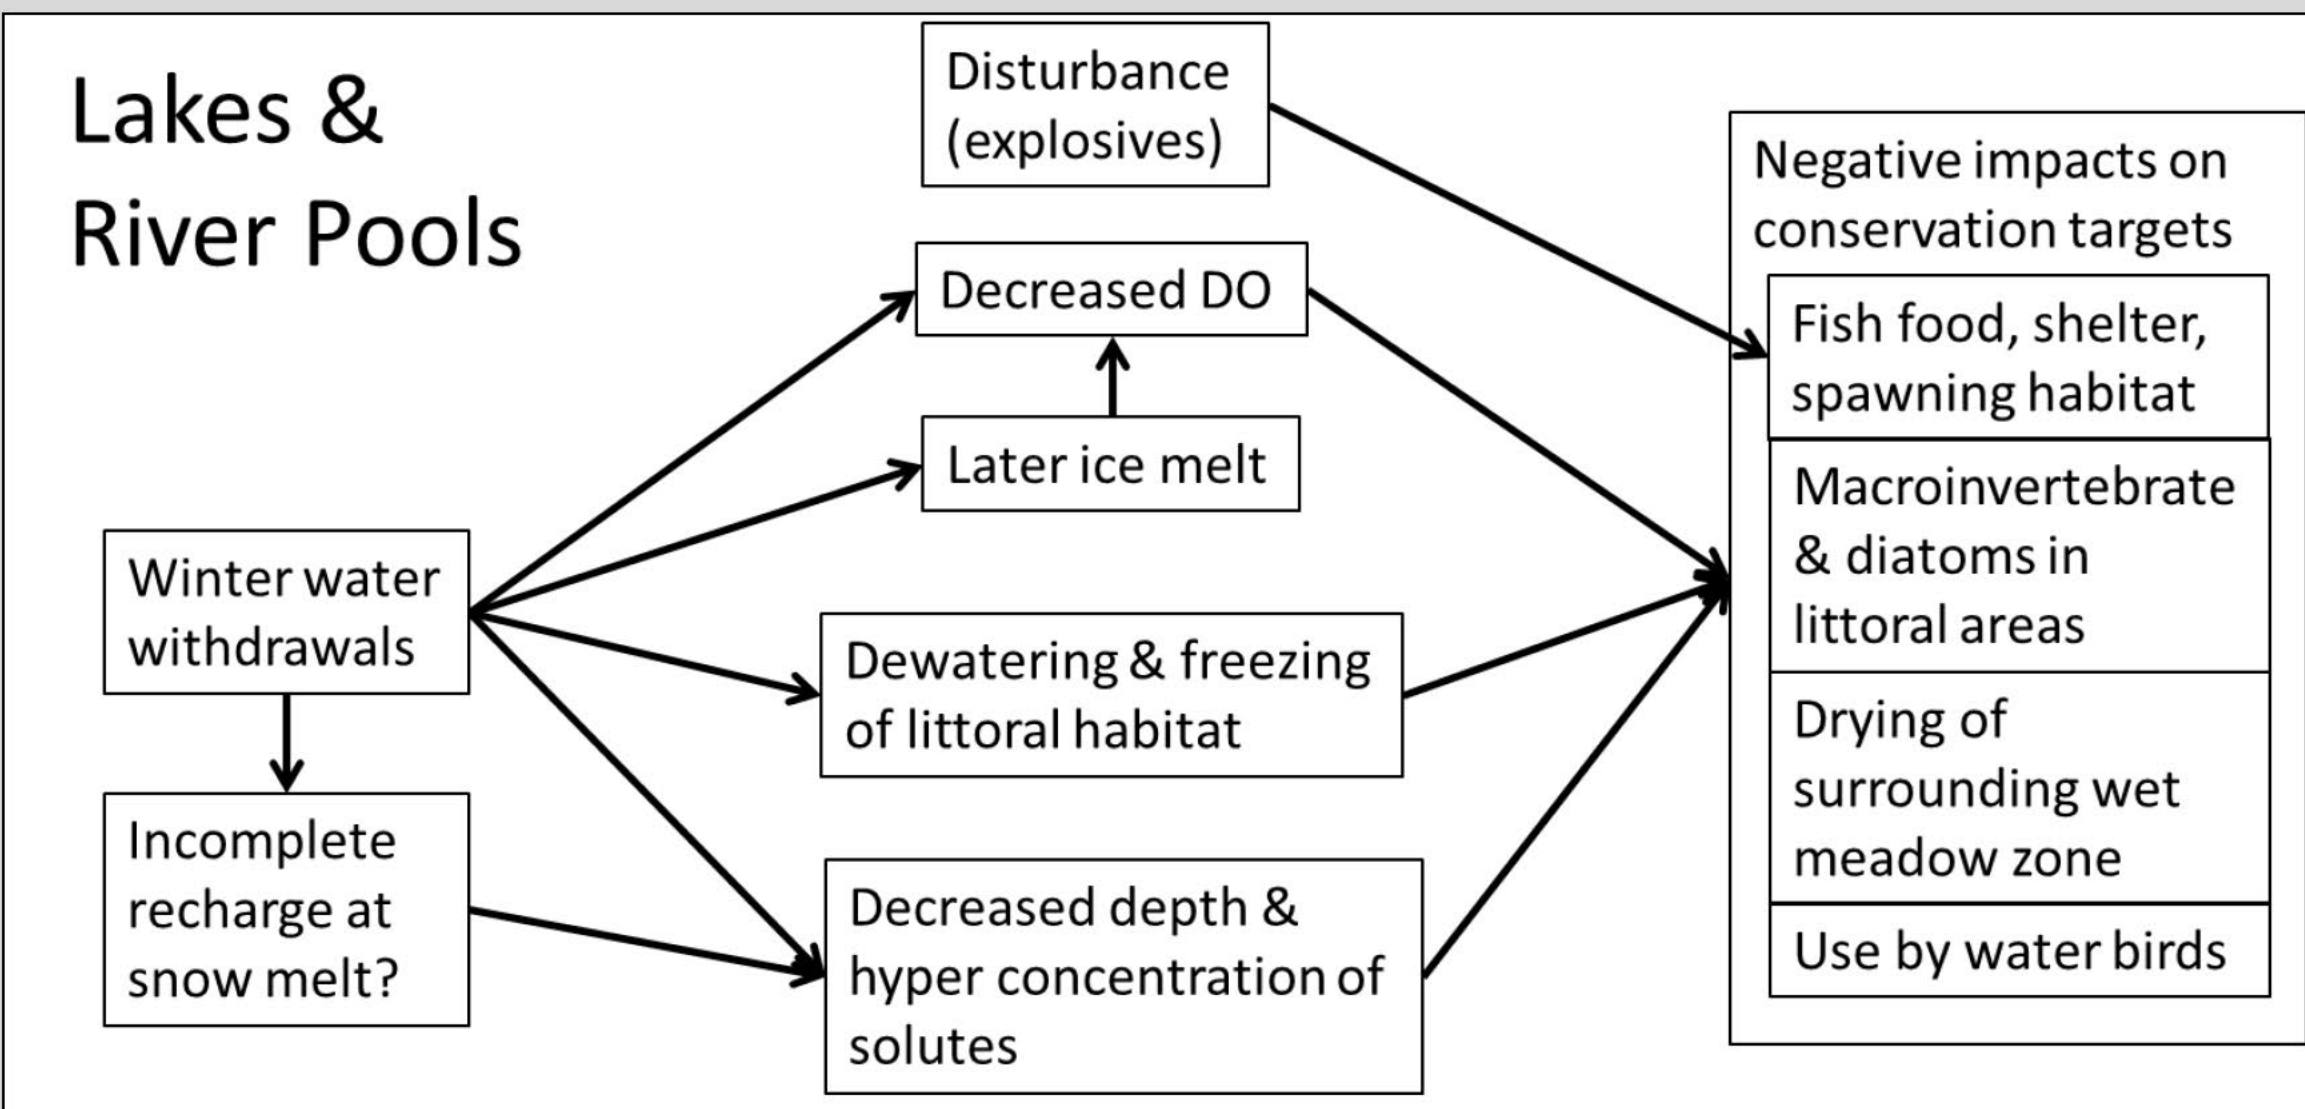 Lakes &
River Pools
Disturbance
(explosives)
Decreased DO
Later ice melt
Winter water
withdrawals
Incomplete
recharge at
snow melt?
Dewatering & freezing
of littoral habitat
Decreased depth &
hyper concentration of
solutes
Negative impacts on
conservation targets
Fish food, shelter,
spawning habitat
Macroinvertebrate
& diatoms in
littoral areas
Drying of
surrounding wet
meadow zone
Use by water birds